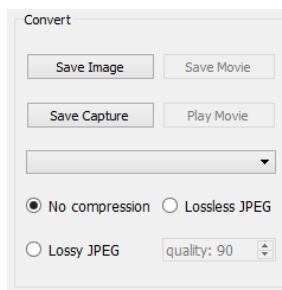 Convert
Save Image Save Movie
Save Capture Play Movie
No compression Lossless JPEG
Lossy JPEG quality: 90